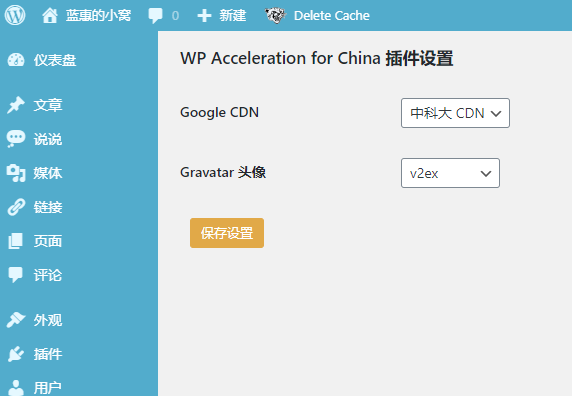 蓝惠的小窝 0 新建 Delete Cache
仪表盘
文章
说说
媒体
链接
页面
评论
外观
插件
用户
WP Acceleration for China 插件设置
Google CDN 中科大 CDN
Gravatar 头像 v2ex
保存设置